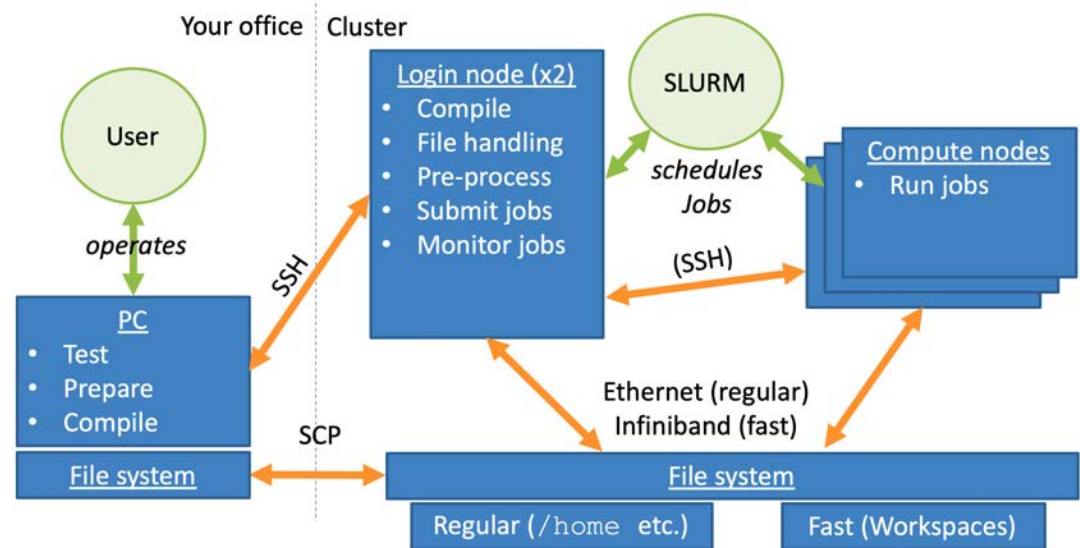 Your office
Cluster
User
operates
PC
• Test
• Prepare
• Compile
File system
SSH
SCP
Login node (x2)
• Compile
• File handling
• Pre-process
• Submit jobs
• Monitor jobs
SLURM
schedules
Jobs
Compute nodes
• Run jobs
(SSH)
Ethernet (regular)
Infiniband (fast)
File system
Regular (/home etc.)
Fast (Workspaces)